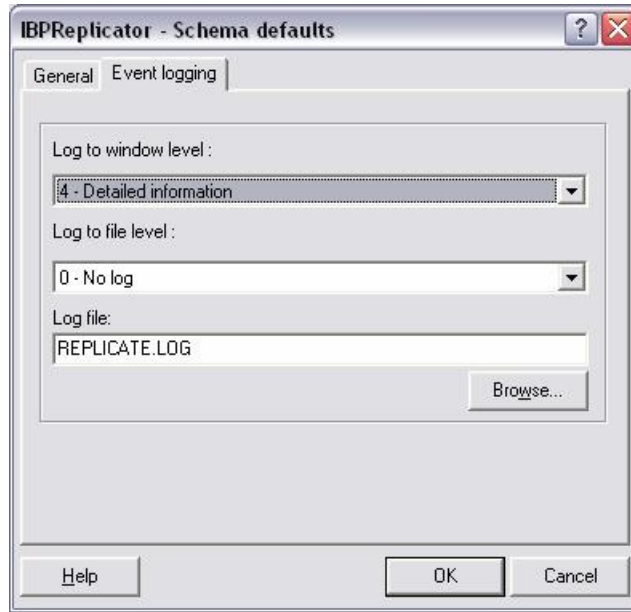 IBPReplicator - Schema defaults
General Event logging
Log to window level :
4 - Detailed information
Log to file level :
0 - No log
Log file:
REPLICATE.LOG
Browse...
Help OK Cancel